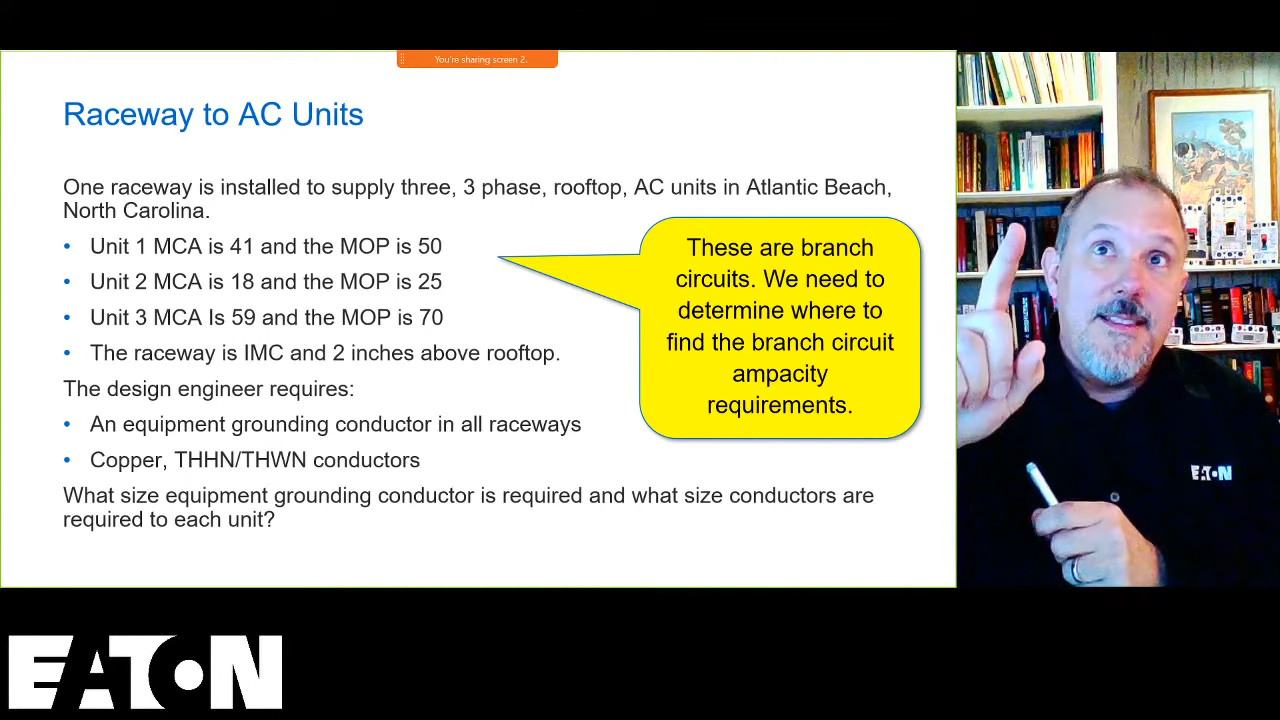 You're sharing screen 2.
Raceway to AC Units
One raceway is installed to supply three, 3 phase, rooftop, AC units in Atlantic Beach,
North Carolina.
• Unit 1 MCA is 41 and the MOP is 50
• Unit 2 MCA is 18 and the MOP is 25
• Unit 3 MCA Is 59 and the MOP is 70
• The raceway is IMC and 2 inches above rooftop.
The design engineer requires:
• An equipment grounding conductor in all raceways
• Copper, THHN/THWN conductors
What size equipment grounding conductor is required and what size conductors are
required to each unit?
These are branch
circuits. We need to
determine where to
find the branch circuit
ampacity
requirements.
EATON
EATON